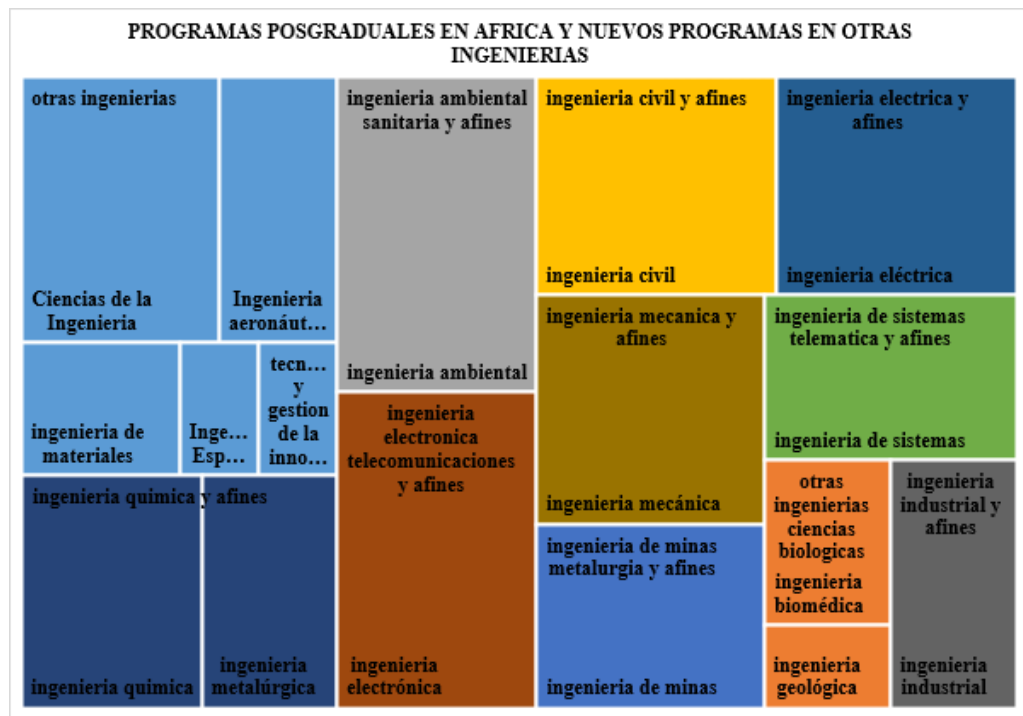 PROGRAMAS POSGRADUALES EN AFRICA Y NUEVOS PROGRAMAS EN OTRAS
INGENIERIAS
otras ingenierias
Ciencias de la
Ingenieria
Ingenieria
aeronáut...
ingenieria de
materiales
Inge...
Esp...
tecn...
y
gestion
de la
inno...
ingenieria quimica y afines
ingenieria quimica
ingenieria
metalúrgica
ingenieria ambiental
sanitaria y afines
ingenieria ambiental
ingenieria
electronica
telecomunicaciones
y afines
ingenieria
electrónica
ingenieria civil y afines
ingenieria civil
ingenieria electrica y
afines
ingenieria eléctrica
ingenieria mecanica y
afines
ingenieria mecánica
ingenieria de sistemas
telematica y afines
ingenieria de sistemas
ingenieria de minas
metalurgia y afines
ingenieria de minas
otras
ingenierias
ciencias
biologicas
ingenieria
biomédica
ingenieria
geológica
ingenieria
industrial y
afines
ingenieria
industrial